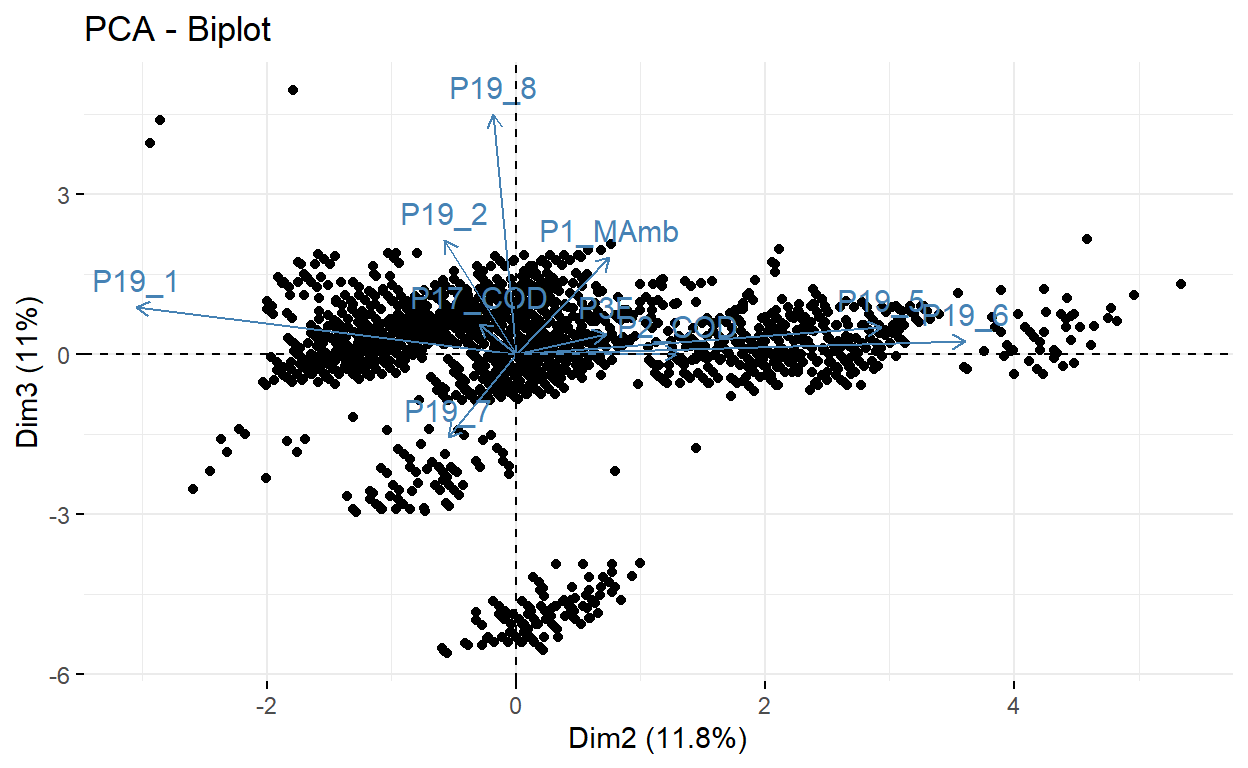 PCA - Biplot
P19_8
P19_2
P1_MAmb
P19_1
P17_COD
P3F
P19_5
P19_6
P2_COD
P19_7
3
0
-3
-6
Dim3 (11%)
-2
0
2
4
Dim2 (11.8%)